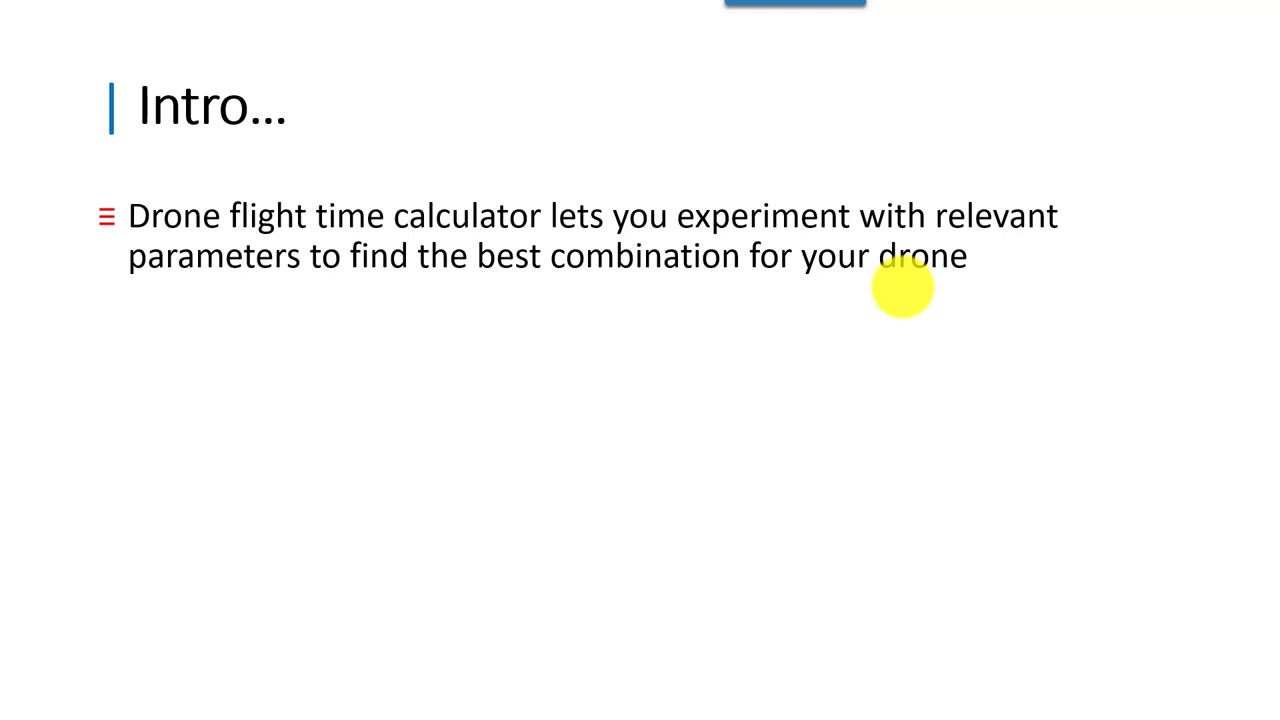 Intro...
Drone flight time calculator lets you experiment with relevant
parameters to find the best combination for your drone